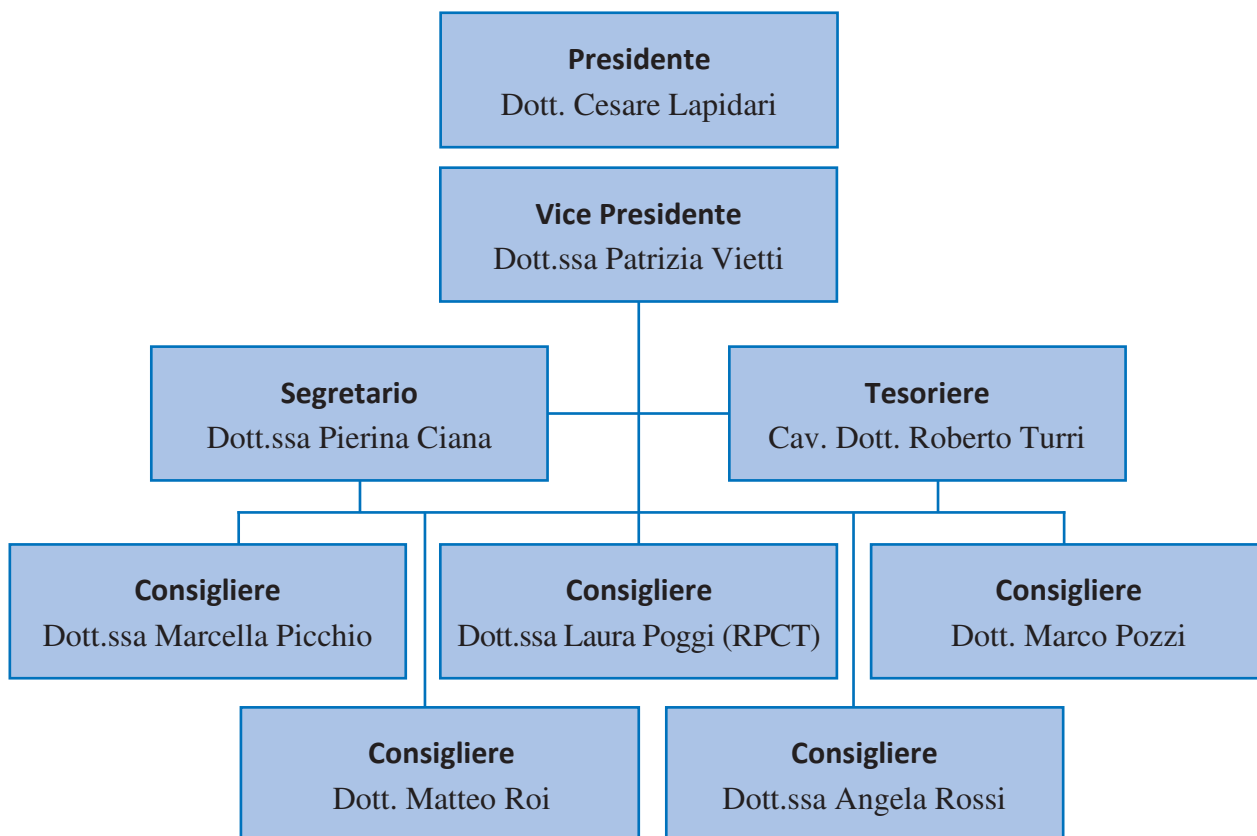 Presidente
Dott. Cesare Lapidari
Vice Presidente
Dott.ssa Patrizia Vietti
Segretario
Dott.ssa Pierina Ciana
Tesoriere
Cav. Dott. Roberto Turri
Consigliere
Dott.ssa Marcella Picchio
Consigliere
Dott.ssa Laura Poggi (RPCT)
Consigliere
Dott. Marco Pozzi
Consigliere
Dott. Matteo Roi
Consigliere
Dott.ssa Angela Rossi